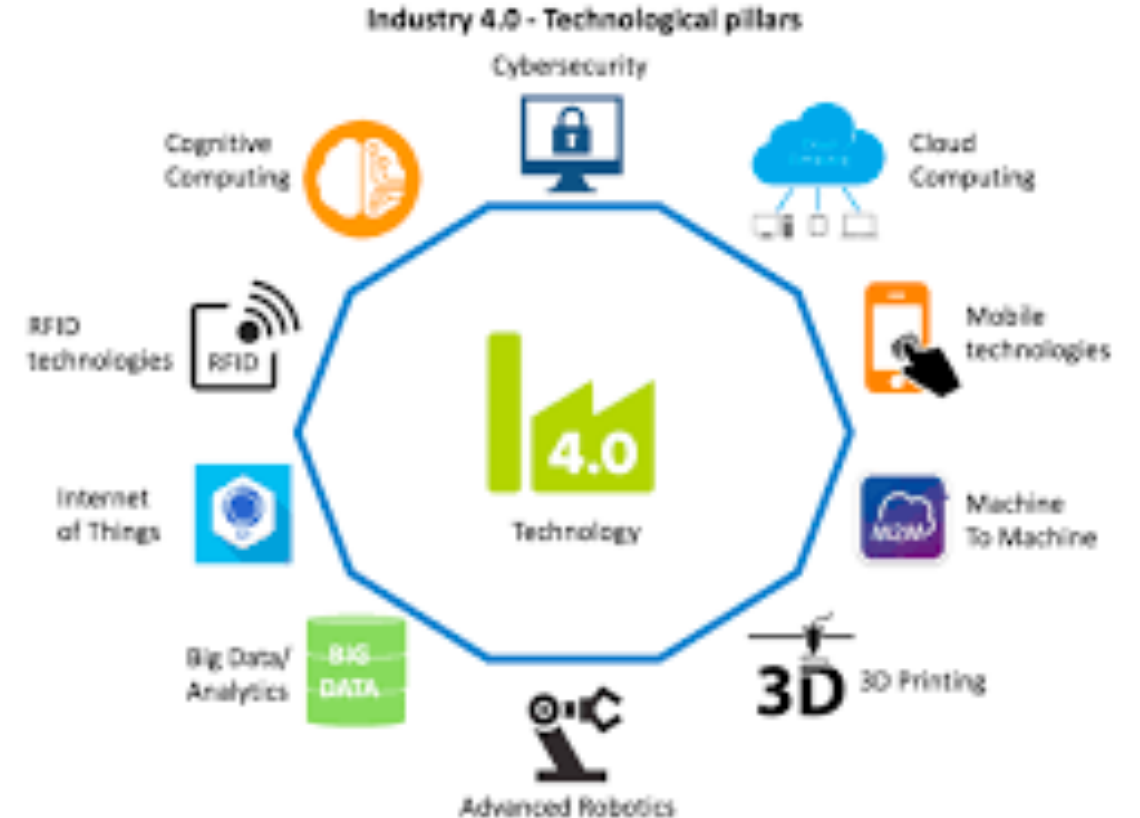 Industry 4.0 - Technological pillars
Cybersecurity
Cognitive
Computing
Cloud
Computing
RFID
technologies
RFID
Mobile
technologies
4.0
Technology
Internet
of Things
M2M
Machine
To Machine
Big Data/
Analytics
BIG
DATA
3D
3D Printing
Advanced Robotics